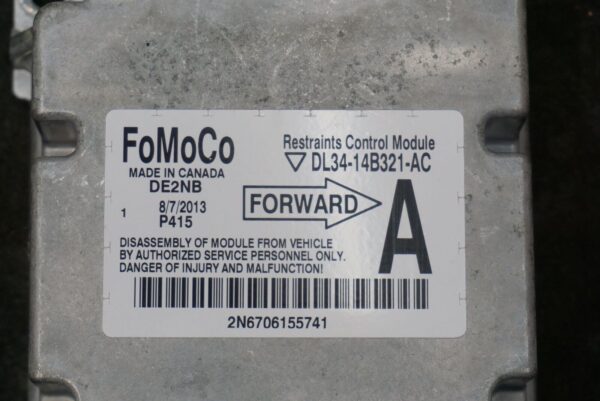 FoMoCo
MADE IN CANADA
DE2NB
1 8/7/2013
P415
Restraints Control Module
DL34-14B321-AC
FORWARD
A
DISASSEMBLY OF MODULE FROM VEHICLE
BY AUTHORIZED SERVICE PERSONNEL ONLY.
DANGER OF INJURY AND MALFUNCTION!
2N6706155741